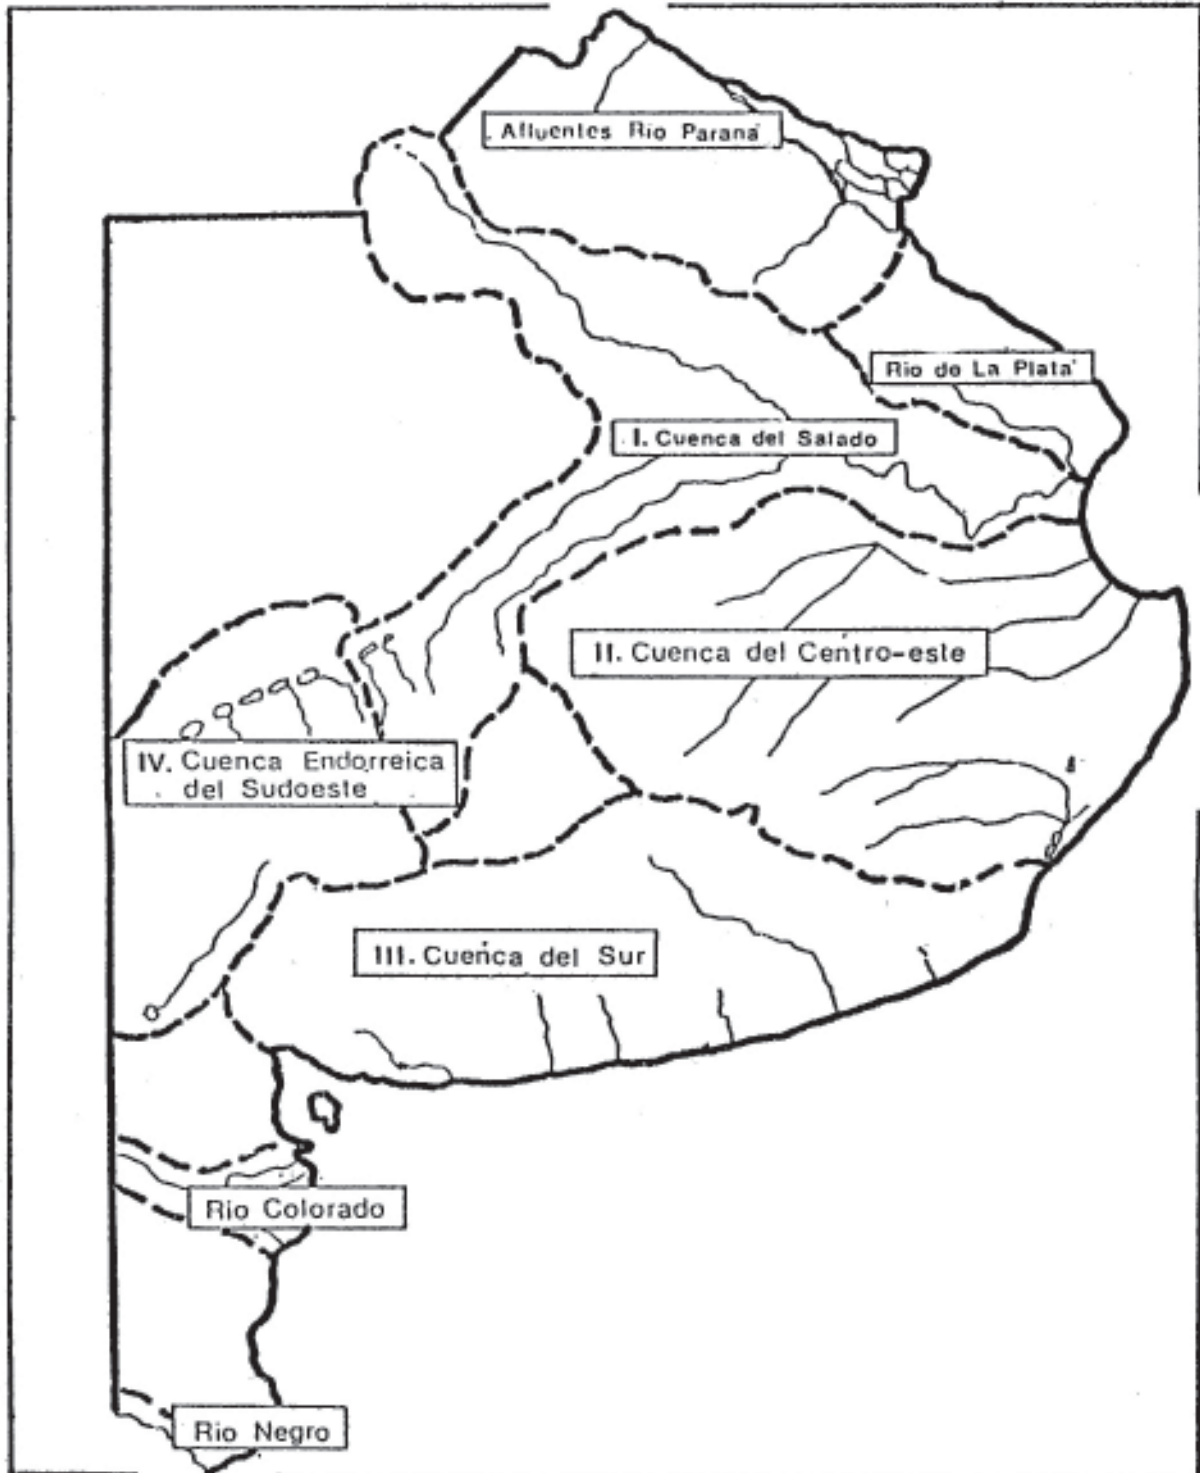 Afluentes Rio Paraná
Rio de La Plata
I. Cuenca del Salado
II. Cuenca del Centro-este
IV. Cuenca Endorreica
del Sudoeste
III. Cuenca del Sur
Rio Colorado
Rio Negro